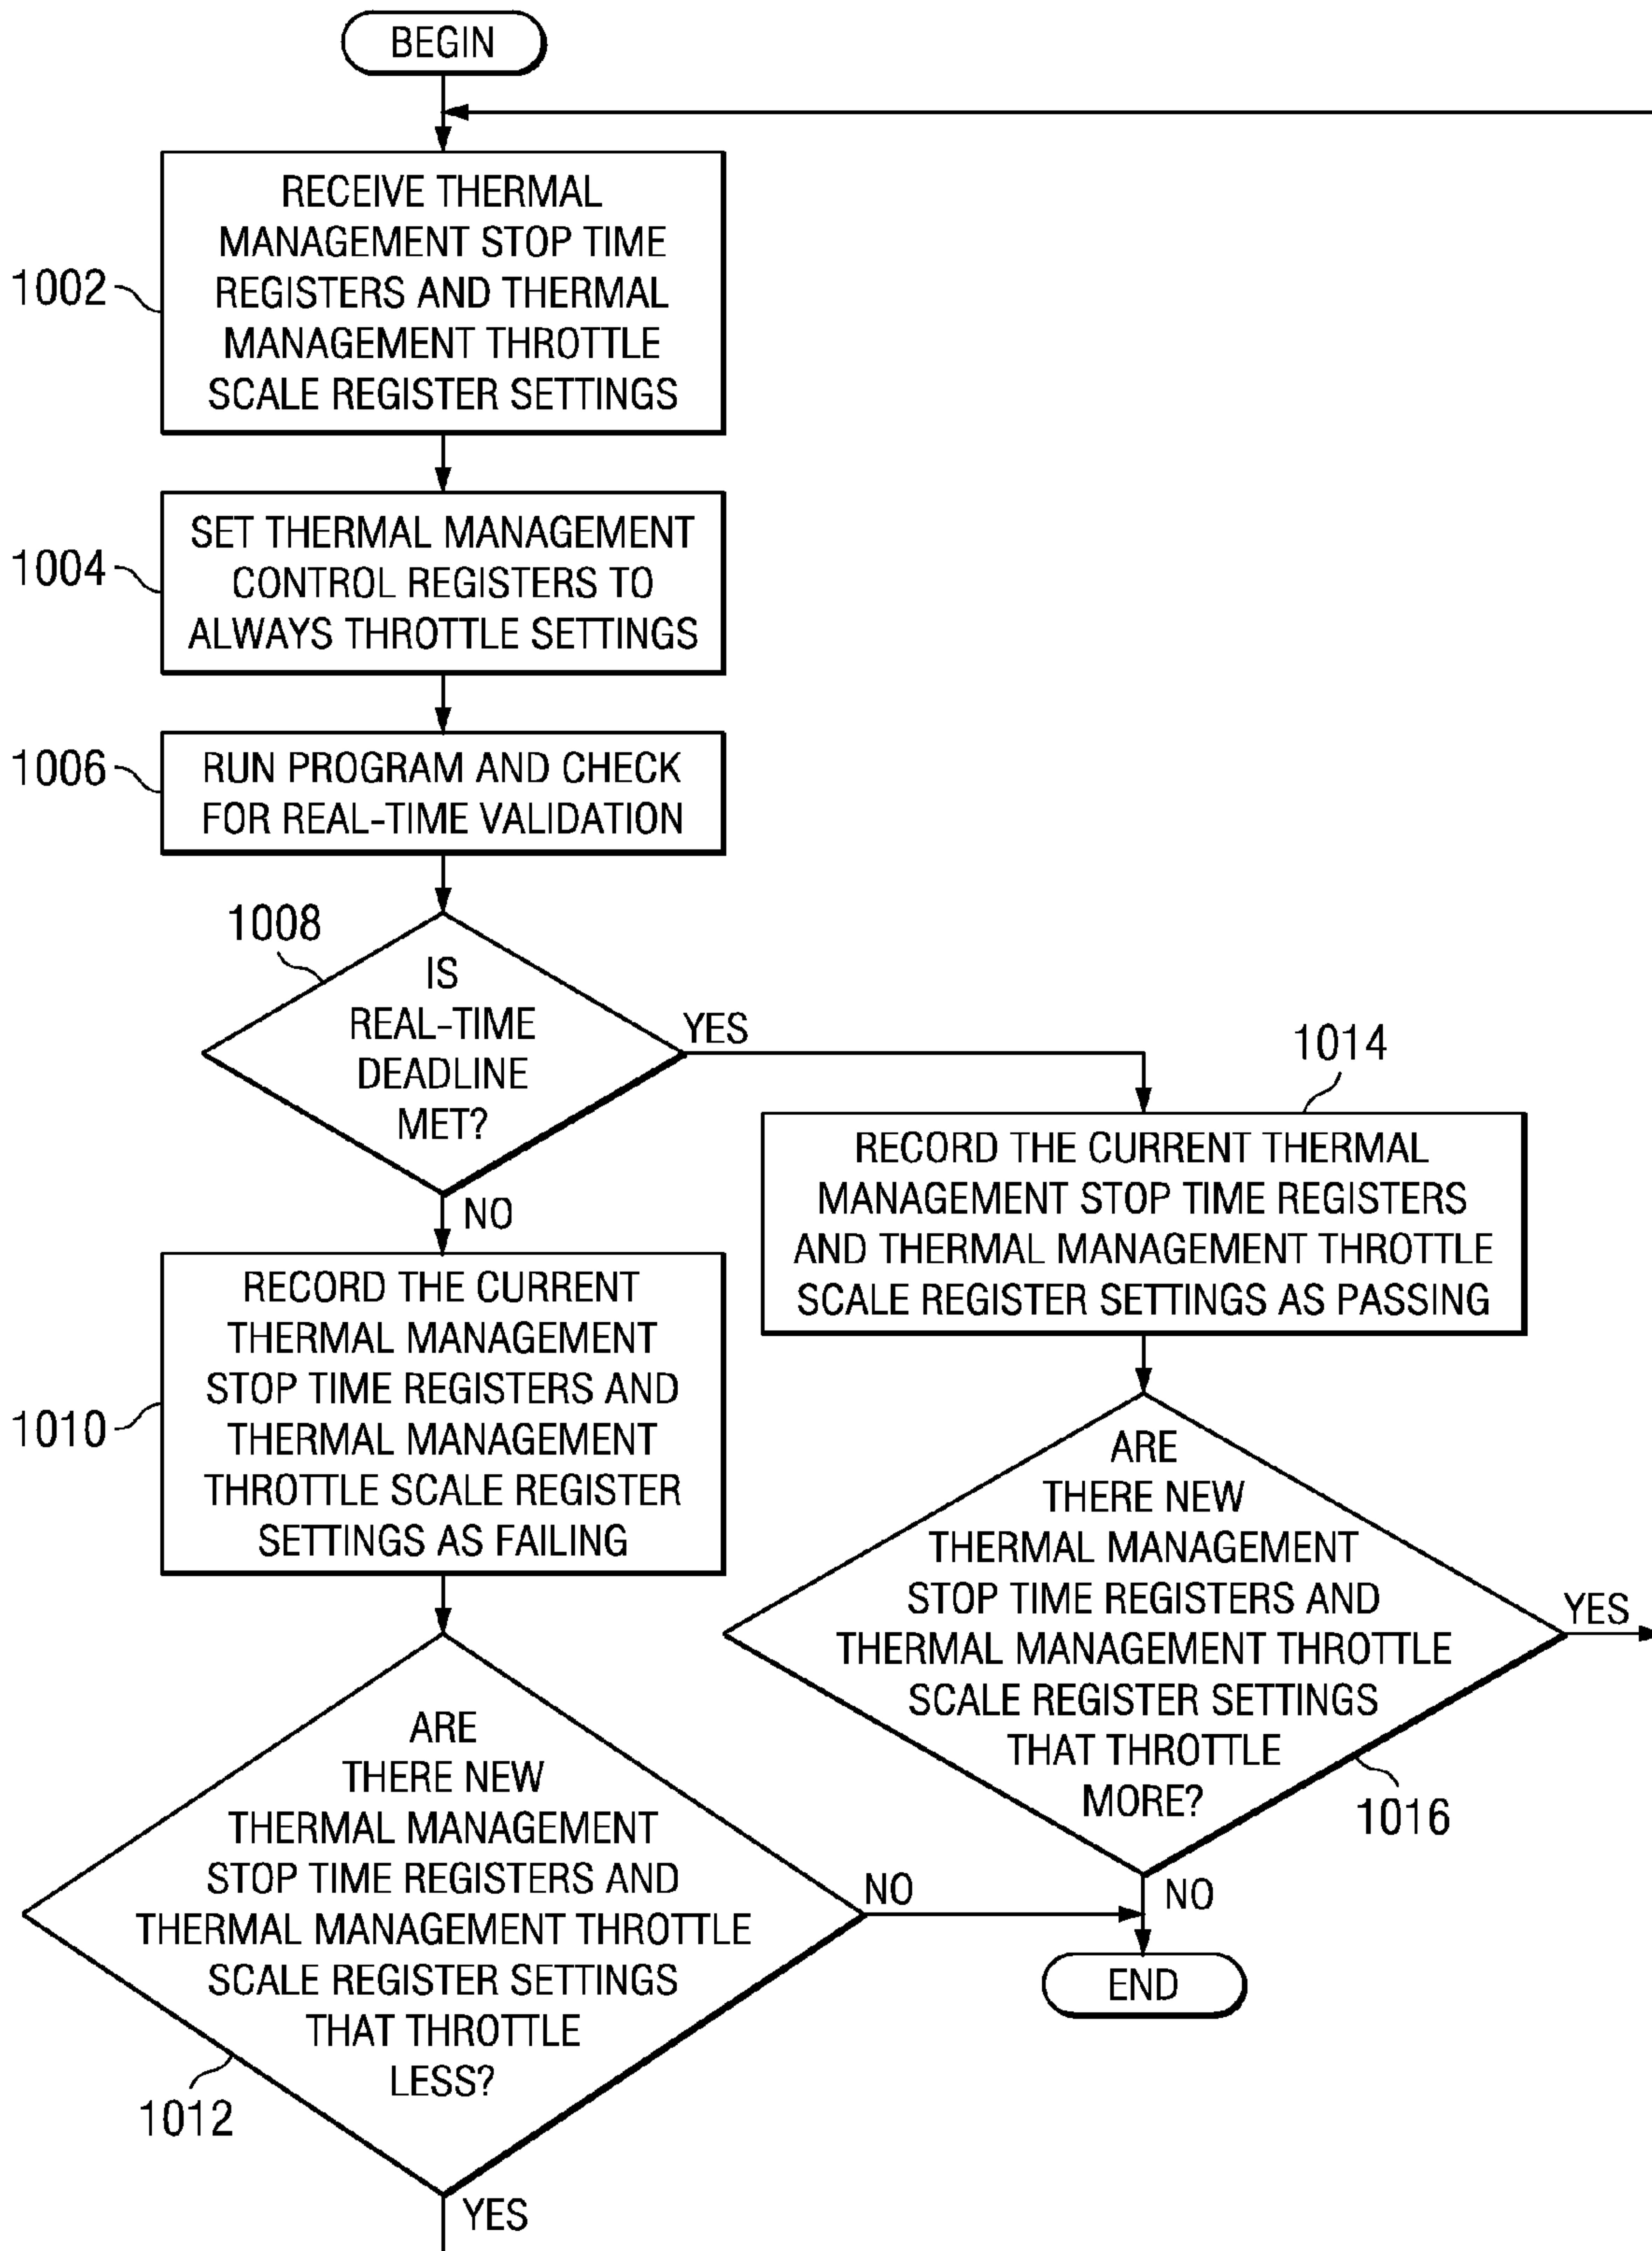 BEGIN
RECEIVE THERMAL
MANAGEMENT STOP TIME
REGISTERS AND THERMAL
MANAGEMENT THROTTLE
SCALE REGISTER SETTINGS
1002
SET THERMAL MANAGEMENT
CONTROL REGISTERS TO
ALWAYS THROTTLE SETTINGS
1004
RUN PROGRAM AND CHECK
FOR REAL-TIME VALIDATION
1006
1008
IS
REAL-TIME
DEADLINE
MET?
YES
NO
1014
RECORD THE CURRENT THERMAL
MANAGEMENT STOP TIME REGISTERS
AND THERMAL MANAGEMENT THROTTLE
SCALE REGISTER SETTINGS AS PASSING
RECORD THE CURRENT
THERMAL MANAGEMENT
STOP TIME REGISTERS AND
THERMAL MANAGEMENT
THROTTLE SCALE REGISTER
SETTINGS AS FAILING
1010
ARE
THERE NEW
THERMAL MANAGEMENT
STOP TIME REGISTERS AND
THERMAL MANAGEMENT THROTTLE
SCALE REGISTER SETTINGS
THAT THROTTLE
MORE?
YES
1016
NO
ARE
THERE NEW
THERMAL MANAGEMENT
STOP TIME REGISTERS AND
THERMAL MANAGEMENT THROTTLE
SCALE REGISTER SETTINGS
THAT THROTTLE
LESS?
NO
1012
YES
END